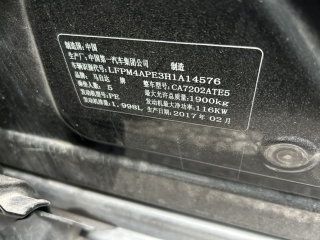 制造国：中国
生产厂：中国第一汽车集团公司 制造
车辆识别代号：LFPM4APE3H1A14576
品牌：马自达 牌 整车型号：CA7202ATE5
乘坐人数：5 最大允许总质量：1900kg
发动机型号：PE 发动机最大净功率：116KW
发动机排量：1.998L 生产日期：2017年02月